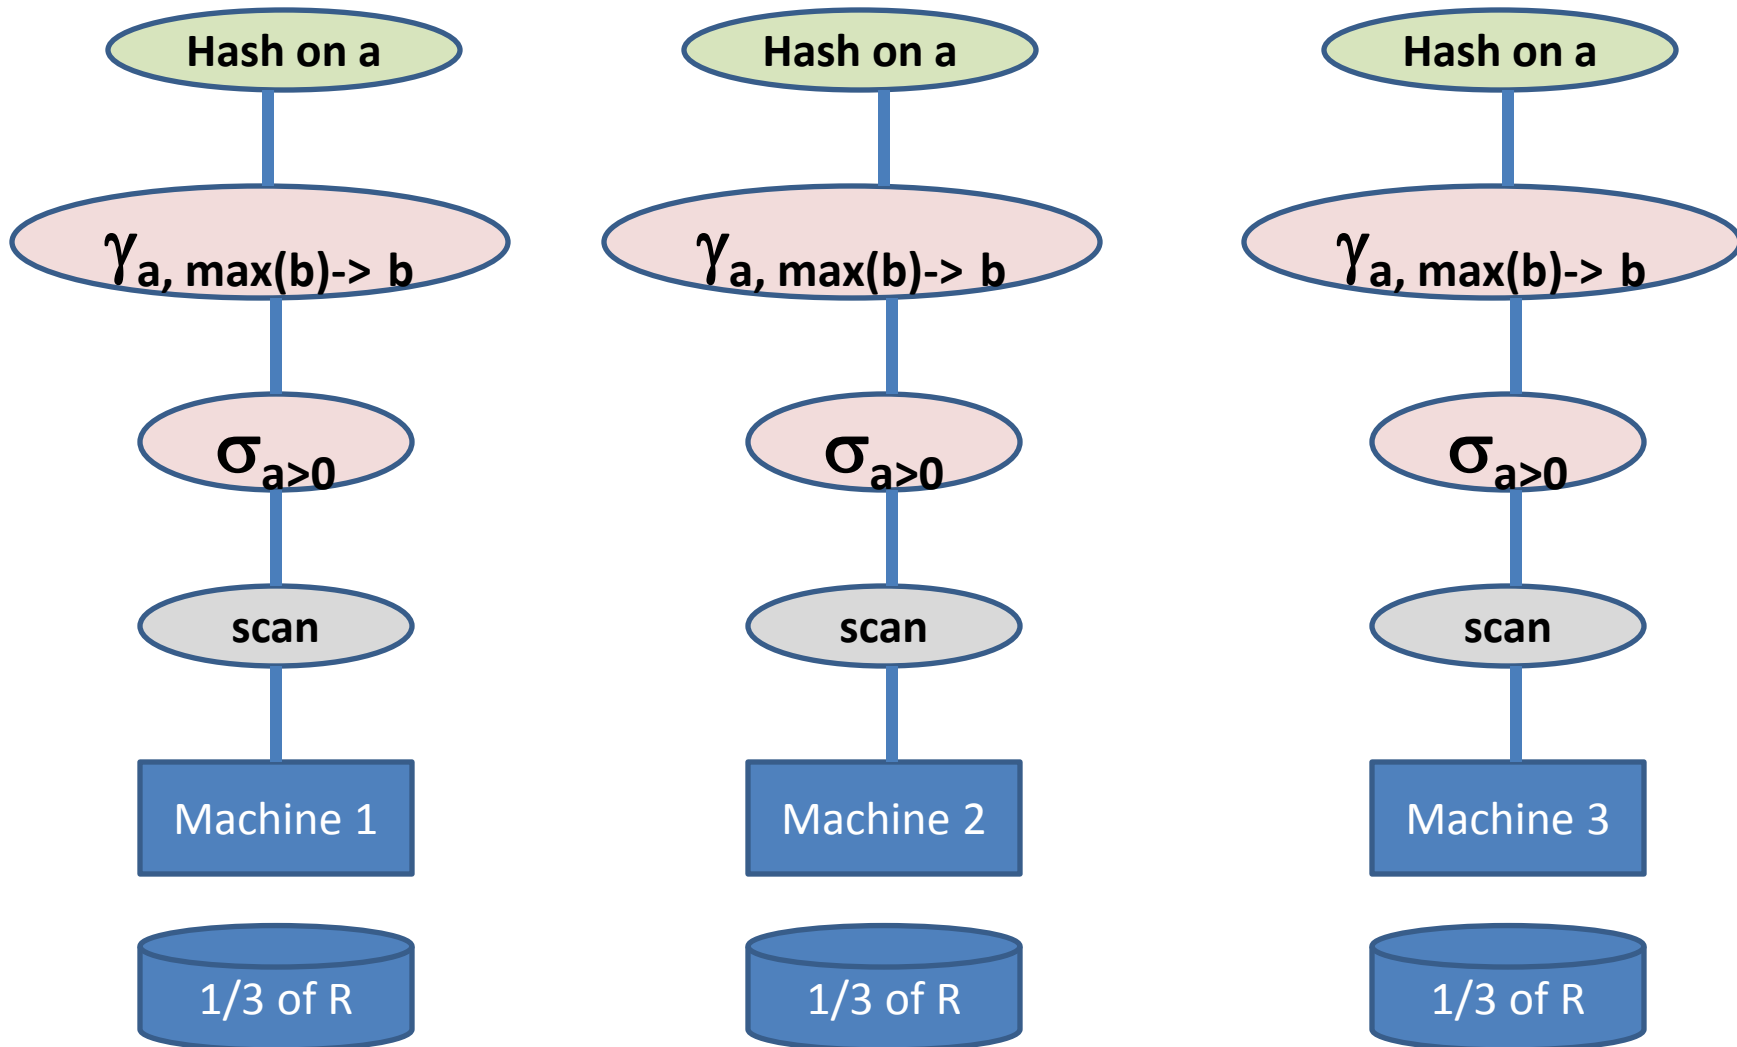 Hash on a Hash on a Hash on a
γa, max(b)-> b γa, max(b)-> b γa, max(b)-> b
σa>0 σa>0 σa>0
scan scan scan
Machine 1 Machine 2 Machine 3
1/3 of R 1/3 of R 1/3 of R